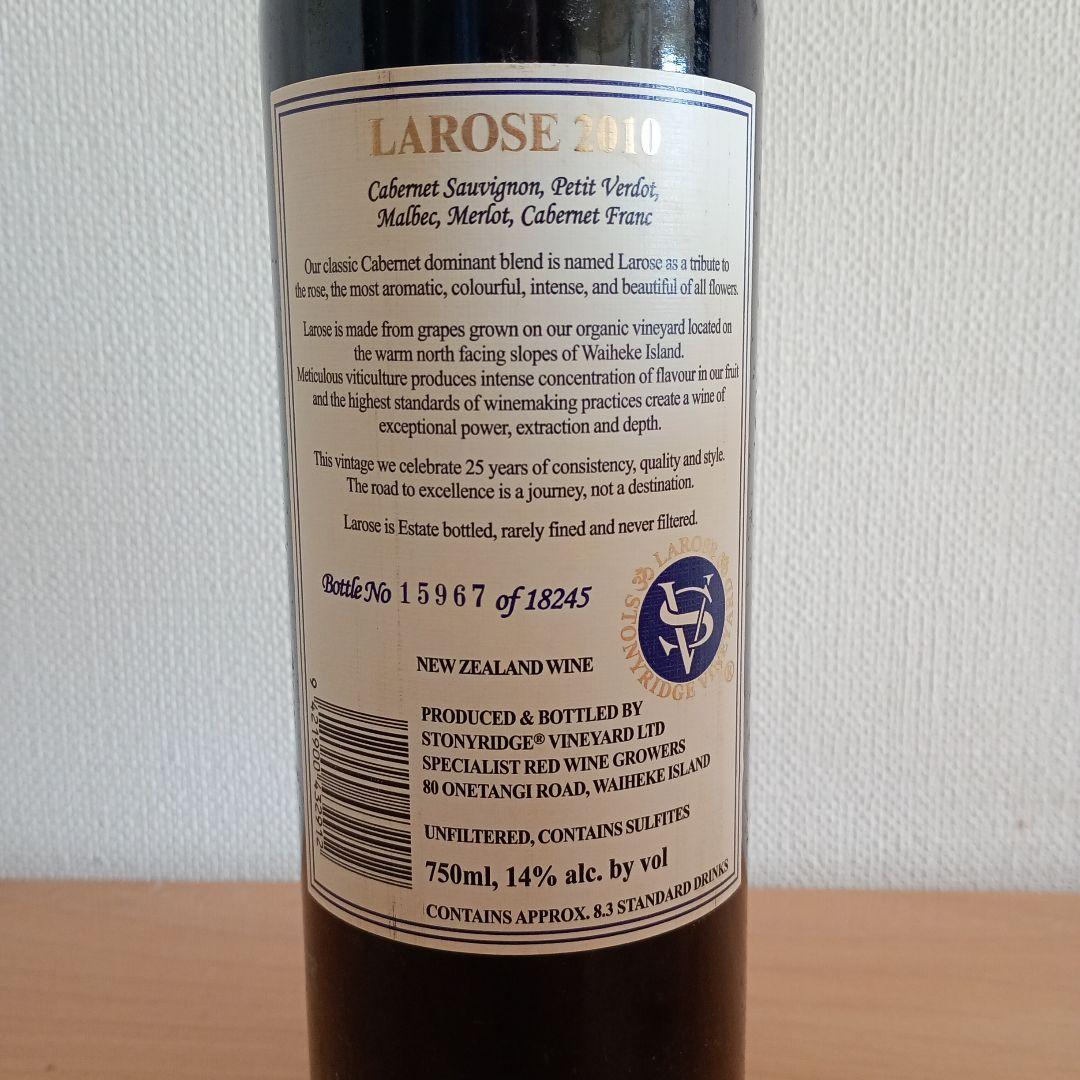 LAROSE 2010
Cabernet Sauvignon, Petit Verdot,
Malbec, Merlot, Cabernet Franc
Our classic Cabernet dominant blend is named Larose as a tribute to
the rose, the most aromatic, colourful, intense, and beautiful of all flowers.
Larose is made from grapes grown on our organic vineyard located on
the warm north facing slopes of Waiheke Island.
Meticulous viticulture produces intense concentration of flavour in our fruit
and the highest standards of winemaking practices create a wine of
exceptional power, extraction and depth.
This vintage we celebrate 25 years of consistency, quality and style.
The road to excellence is a journey, not a destination.
Larose is Estate bottled, rarely fined and never filtered.
Bottle No 15967 of 18245
ॐ LAROSE ॐ
STONYRIDGE VINEYARD ®
SV
NEW ZEALAND WINE
PRODUCED & BOTTLED BY
STONYRIDGE® VINEYARD LTD
SPECIALIST RED WINE GROWERS
80 ONETANGI ROAD, WAIHEKE ISLAND
UNFILTERED, CONTAINS SULFITES
750ml, 14% alc. by vol
CONTAINS APPROX. 8.3 STANDARD DRINKS
9 421900 432912